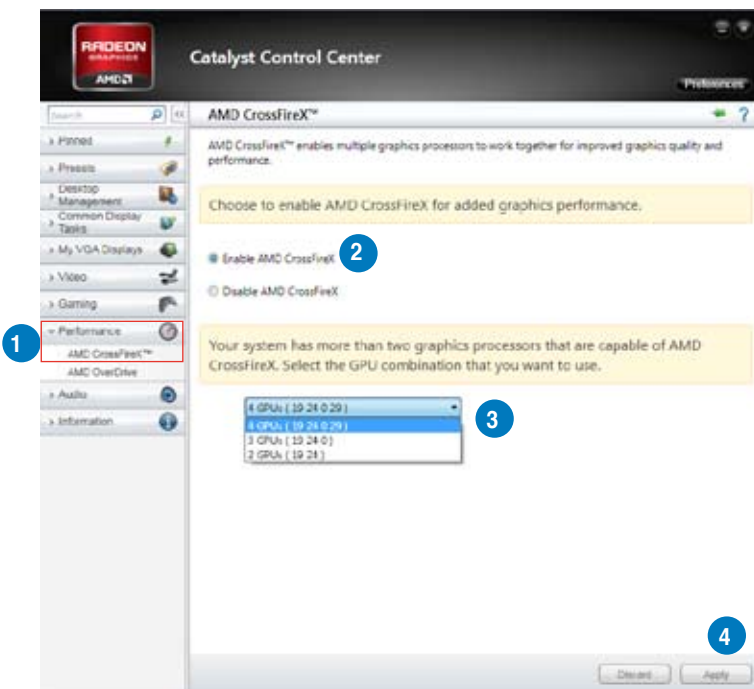 RADEON
GRAPHICS
AMD
Catalyst Control Center
Preferences
Search
AMD CrossFireX™
?
Pinned
Presets
Desktop
Management
Common Display
Tasks
My VGA Displays
Video
Gaming
1
Performance
AMD CrossFireX™
AMD OverDrive
Audio
Information
AMD CrossFireX™ enables multiple graphics processors to work together for improved graphics quality and
performance.
Choose to enable AMD CrossFireX for added graphics performance.
Enable AMD CrossFireX
2
Disable AMD CrossFireX
Your system has more than two graphics processors that are capable of AMD
CrossFireX. Select the GPU combination that you want to use.
4 GPUs ( 19 24 0 29 )
4 GPUs ( 19 24 0 29 )
3 GPUs ( 19 24 0 )
2 GPUs ( 19 24 )
3
4
Discard
Apply